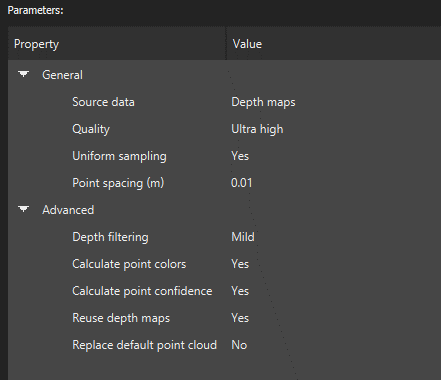 Parameters:
Property Value
General
Source data Depth maps
Quality Ultra high
Uniform sampling Yes
Point spacing (m) 0.01
Advanced
Depth filtering Mild
Calculate point colors Yes
Calculate point confidence Yes
Reuse depth maps Yes
Replace default point cloud No